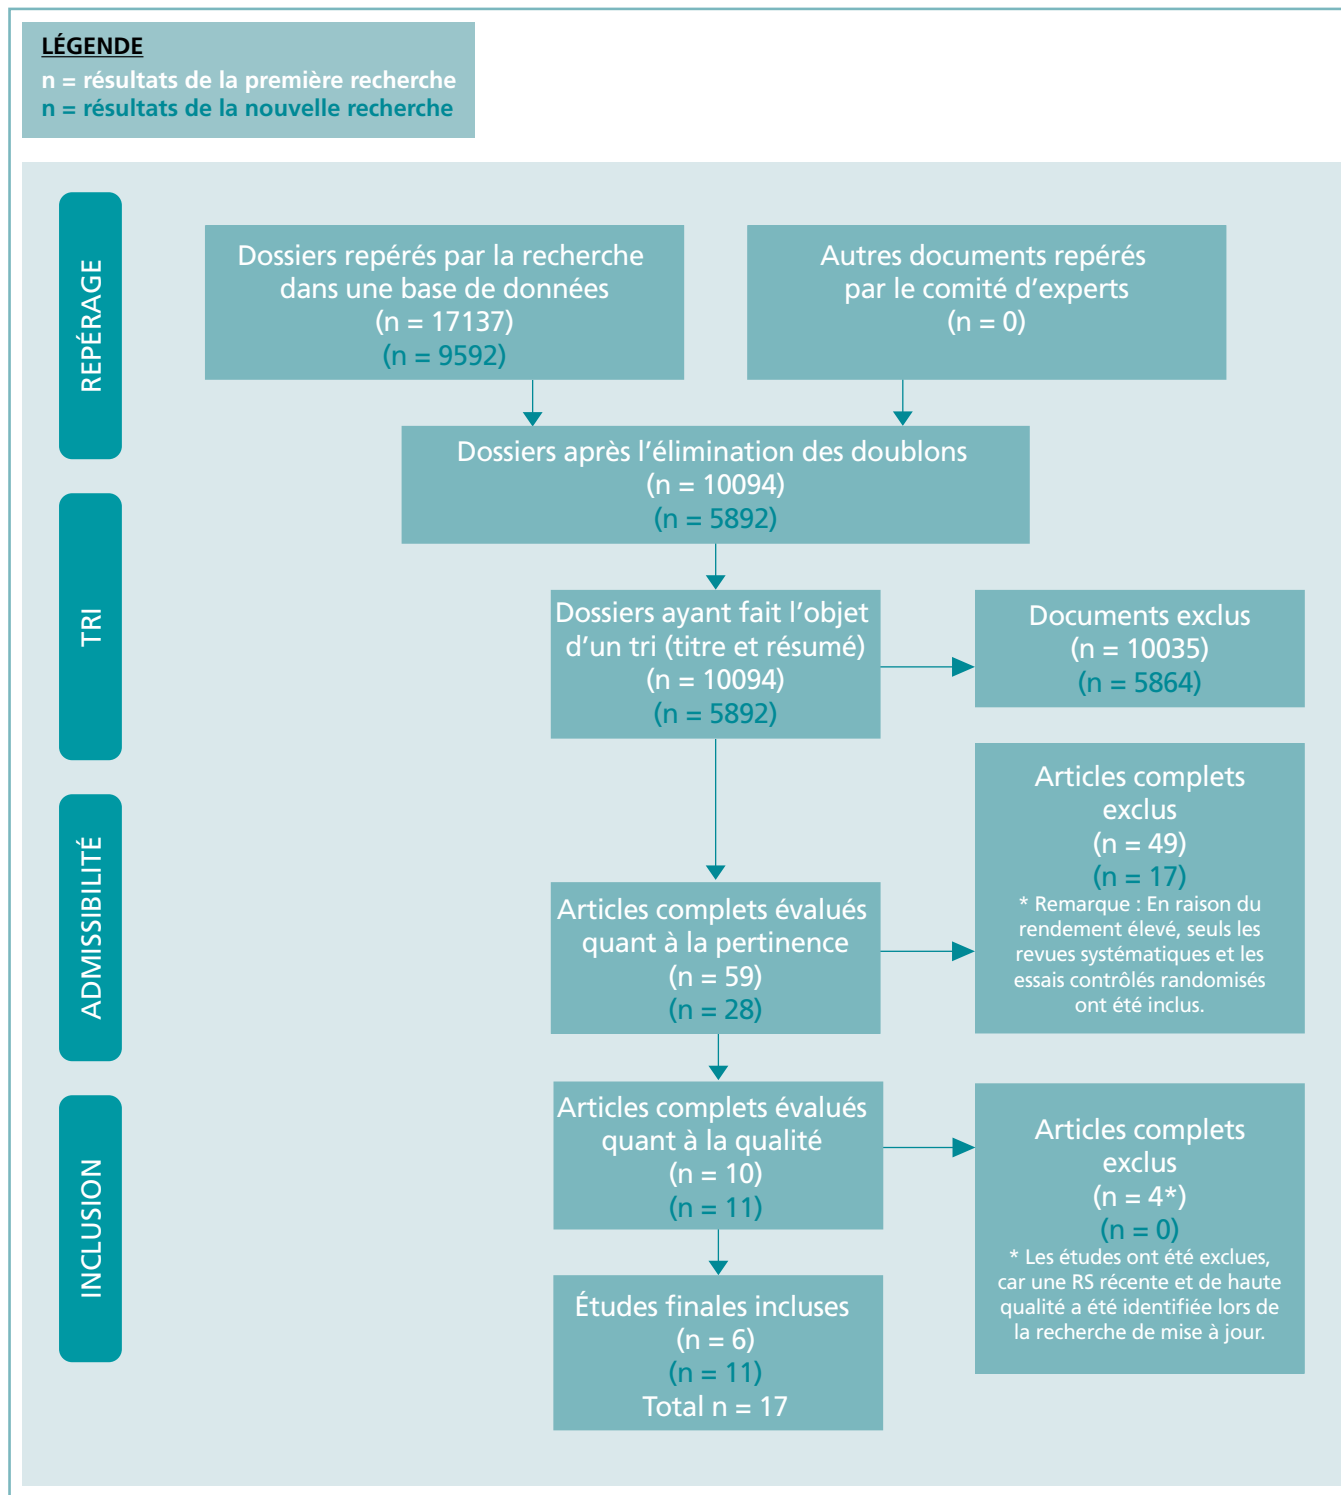 LÉGENDE
n = résultats de la première recherche
n = résultats de la nouvelle recherche
REPÉRAGE
Dossiers repérés par la recherche
dans une base de données
(n = 17137)
(n = 9592)
Autres documents repérés
par le comité d’experts
(n = 0)
Dossiers après l’élimination des doublons
(n = 10094)
(n = 5892)
TRI
Dossiers ayant fait l’objet
d’un tri (titre et résumé)
(n = 10094)
(n = 5892)
Documents exclus
(n = 10035)
(n = 5864)
ADMISSIBILITÉ
Articles complets évalués
quant à la pertinence
(n = 59)
(n = 28)
Articles complets
exclus
(n = 49)
(n = 17)
* Remarque : En raison du
rendement élevé, seuls les
revues systématiques et les
essais contrôlés randomisés
ont été inclus.
INCLUSION
Articles complets évalués
quant à la qualité
(n = 10)
(n = 11)
Articles complets
exclus
(n = 4*)
(n = 0)
* Les études ont été exclues,
car une RS récente et de haute
qualité a été identifiée lors de
la recherche de mise à jour.
Études finales incluses
(n = 6)
(n = 11)
Total n = 17